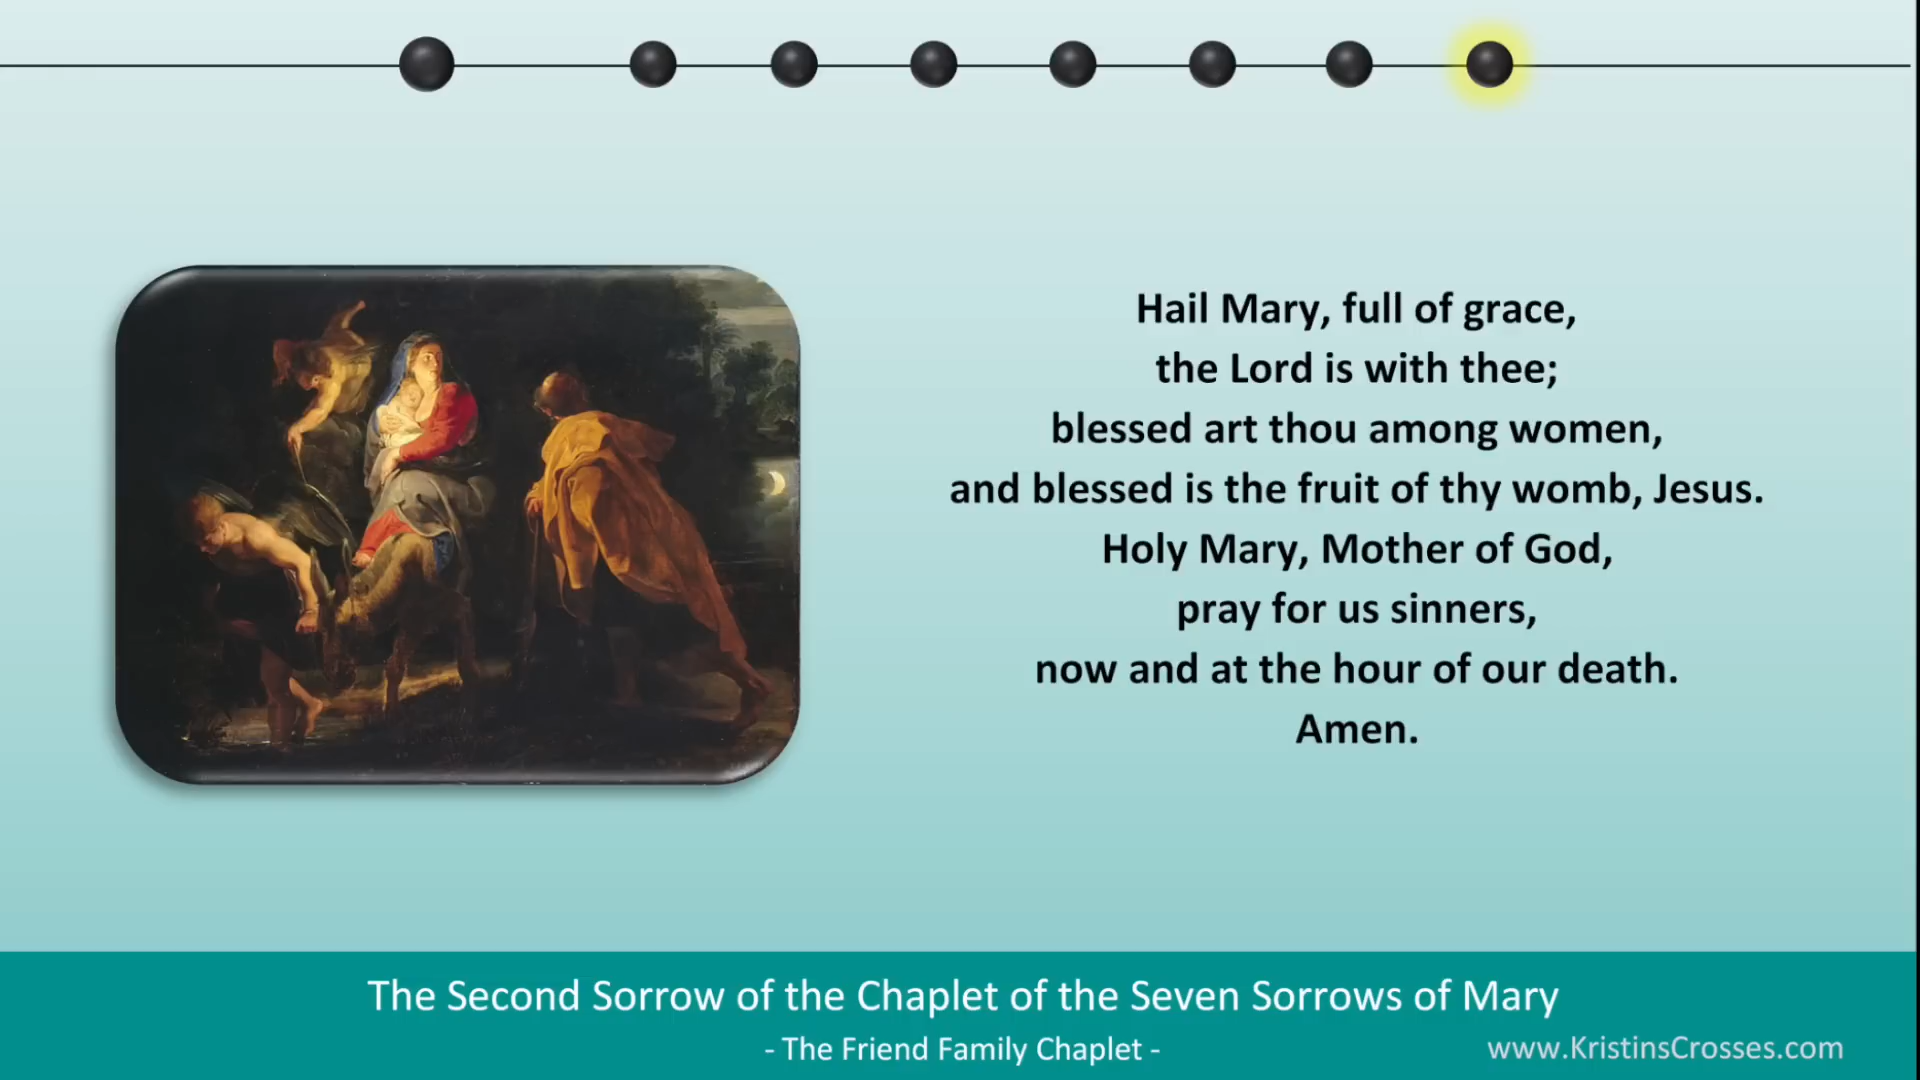 Hail Mary, full of grace,
the Lord is with thee;
blessed art thou among women,
and blessed is the fruit of thy womb, Jesus.
Holy Mary, Mother of God,
pray for us sinners,
now and at the hour of our death.
Amen.
The Second Sorrow of the Chaplet of the Seven Sorrows of Mary
- The Friend Family Chaplet -
www.KristinsCrosses.com